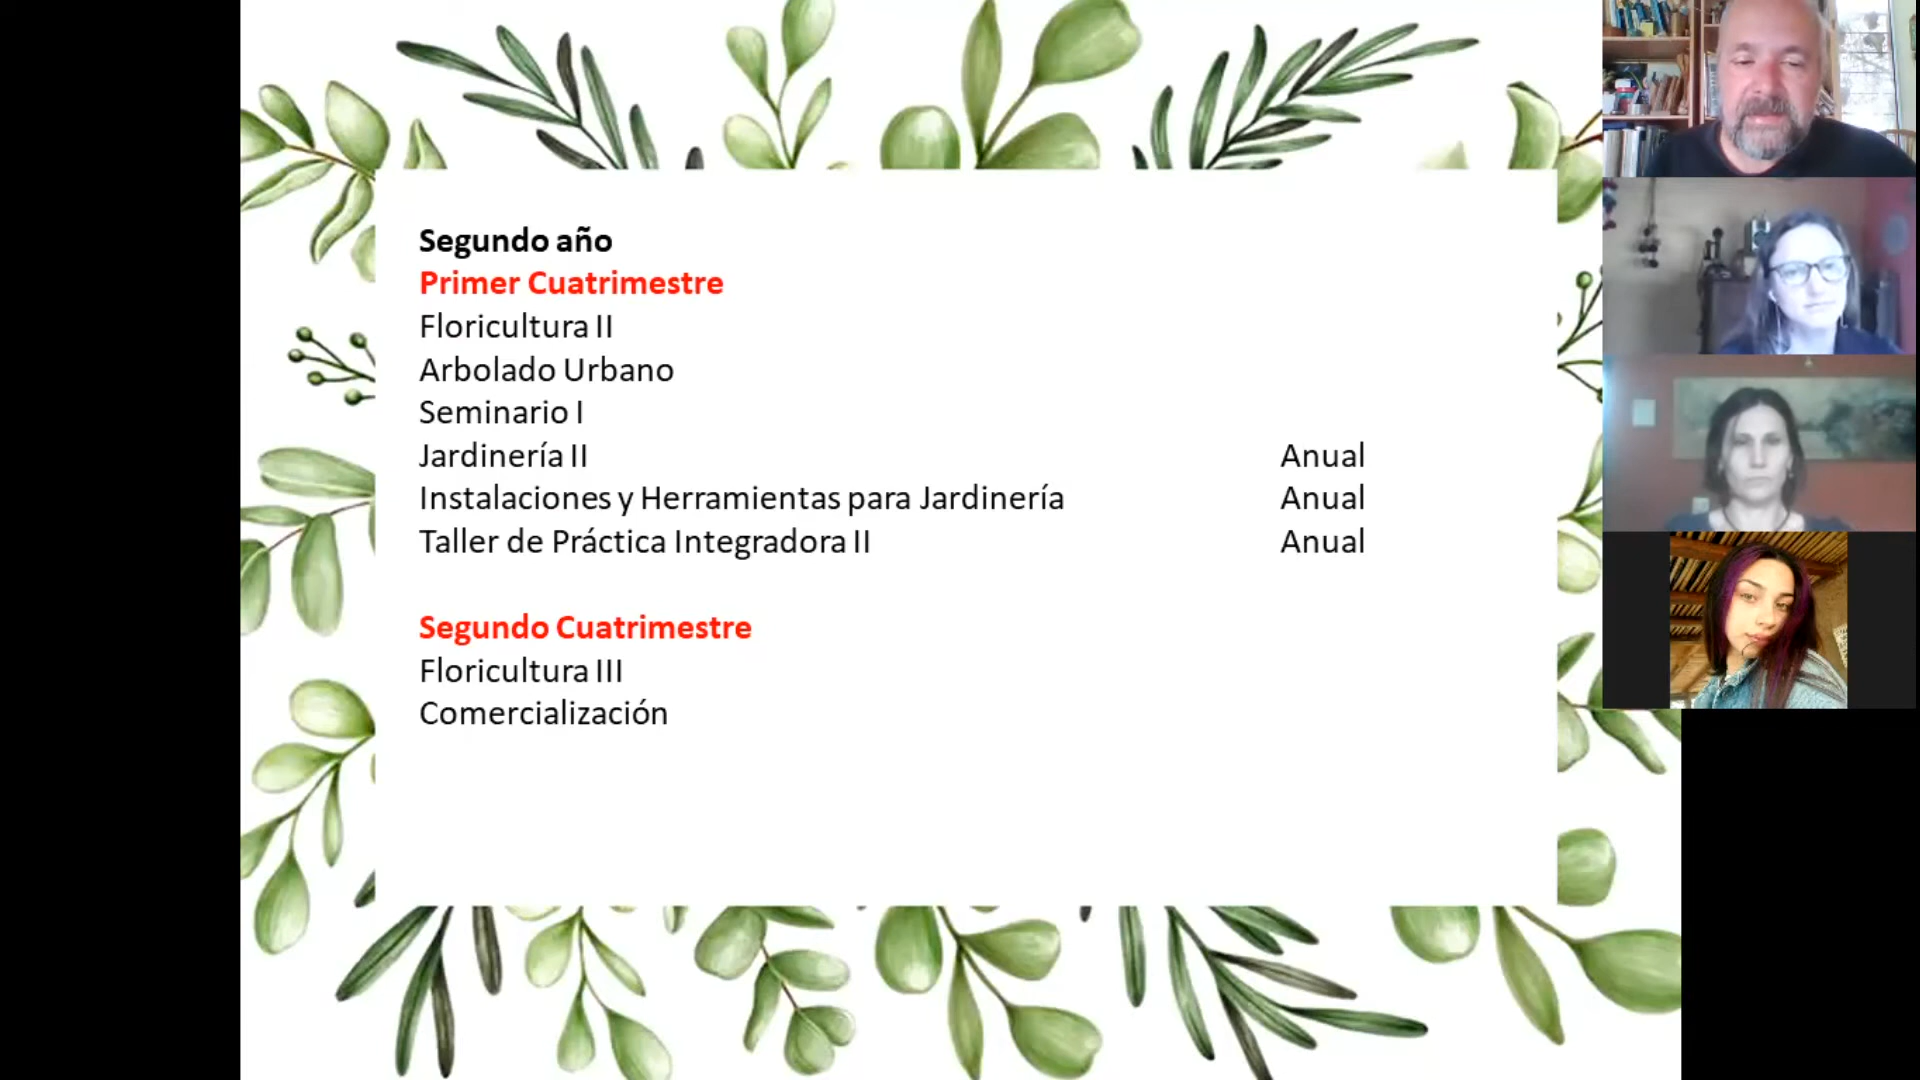 Segundo año
Primer Cuatrimestre
Floricultura II
Arbolado Urbano
Seminario I
Jardinería II Anual
Instalaciones y Herramientas para Jardinería Anual
Taller de Práctica Integradora II Anual
Segundo Cuatrimestre
Floricultura III
Comercialización